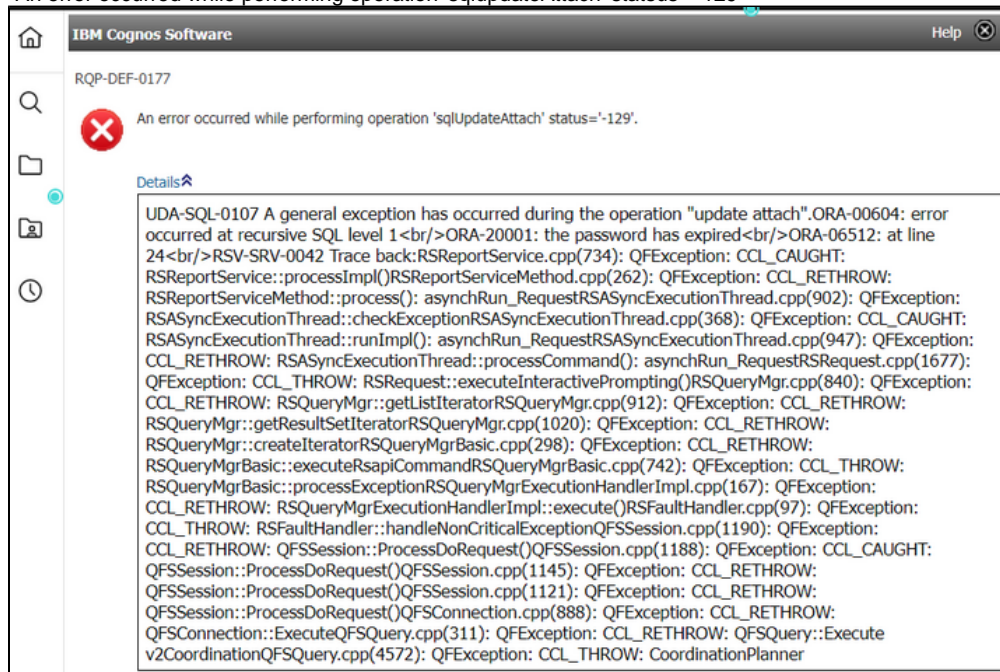 An error occurred while performing operation 'sqlUpdateAttach' status='-129'
IBM Cognos Software
Help
RQP-DEF-0177
An error occurred while performing operation 'sqlUpdateAttach' status='-129'.
Details
UDA-SQL-0107 A general exception has occurred during the operation "update attach".ORA-00604: error
occurred at recursive SQL level 1<br/>ORA-20001: the password has expired<br/>ORA-06512: at line
24<br/>RSV-SRV-0042 Trace back:RSReportService.cpp(734): QFException: CCL_CAUGHT:
RSReportService::processImpl()RSReportServiceMethod.cpp(262): QFException: CCL_RETHROW:
RSReportServiceMethod::process(): asynchRun_RequestRSASyncExecutionThread.cpp(902): QFException:
RSASyncExecutionThread::checkExceptionRSASyncExecutionThread.cpp(368): QFException: CCL_CAUGHT:
RSASyncExecutionThread::runImpl(): asynchRun_RequestRSASyncExecutionThread.cpp(947): QFException:
CCL_RETHROW: RSASyncExecutionThread::processCommand(): asynchRun_RequestRSRequest.cpp(1677):
QFException: CCL_THROW: RSRequest::executeInteractivePrompting()RSQueryMgr.cpp(840): QFException:
CCL_RETHROW: RSQueryMgr::getListIteratorRSQueryMgr.cpp(912): QFException: CCL_RETHROW:
RSQueryMgr::getResultSetIteratorRSQueryMgr.cpp(1020): QFException: CCL_RETHROW:
RSQueryMgr::createIteratorRSQueryMgrBasic.cpp(298): QFException: CCL_RETHROW:
RSQueryMgrBasic::executeRsapiCommandRSQueryMgrBasic.cpp(742): QFException: CCL_THROW:
RSQueryMgrBasic::processExceptionRSQueryMgrExecutionHandlerImpl.cpp(167): QFException:
CCL_RETHROW: RSQueryMgrExecutionHandlerImpl::execute()RSFaultHandler.cpp(97): QFException:
CCL_THROW: RSFaultHandler::handleNonCriticalExceptionQFSSession.cpp(1190): QFException:
CCL_RETHROW: QFSSession::ProcessDoRequest()QFSSession.cpp(1188): QFException: CCL_CAUGHT:
QFSSession::ProcessDoRequest()QFSSession.cpp(1145): QFException: CCL_RETHROW:
QFSSession::ProcessDoRequest()QFSSession.cpp(1121): QFException: CCL_RETHROW:
QFSSession::ProcessDoRequest()QFSConnection.cpp(888): QFException: CCL_RETHROW:
QFSConnection::ExecuteQFSQuery.cpp(311): QFException: CCL_RETHROW: QFSQuery::Execute
v2CoordinationQFSQuery.cpp(4572): QFException: CCL_THROW: CoordinationPlanner